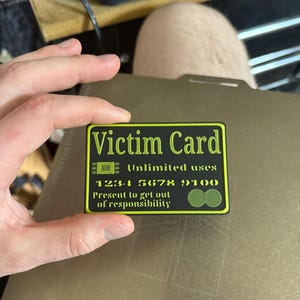 Victim Card
Unlimited uses
1234 5678 9100
Present to get out
of responsibility